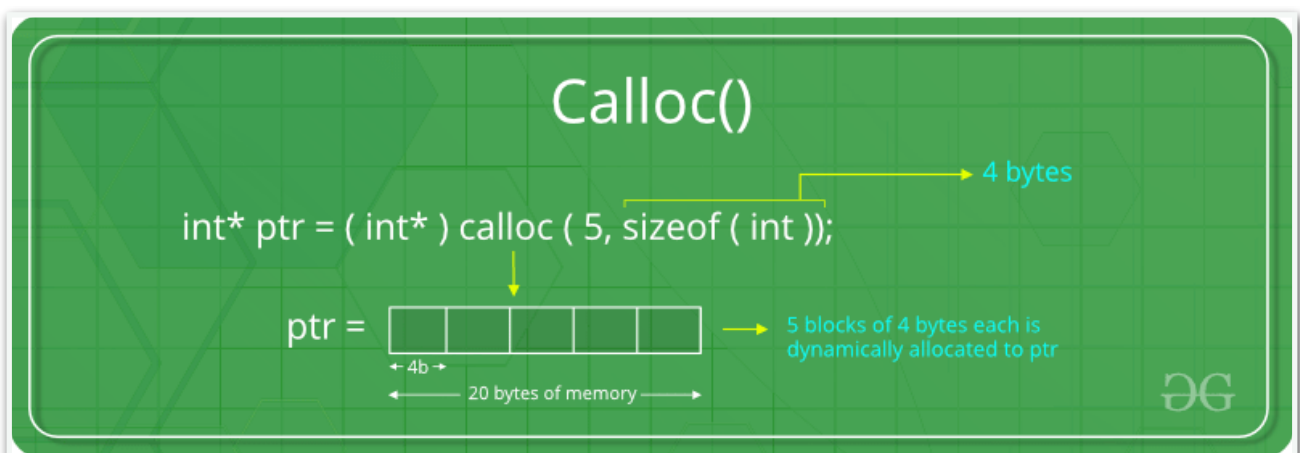 Calloc()
4 bytes
int* ptr = ( int* ) calloc ( 5, sizeof ( int ));
ptr =
5 blocks of 4 bytes each is
dynamically allocated to ptr
4b
20 bytes of memory
GG